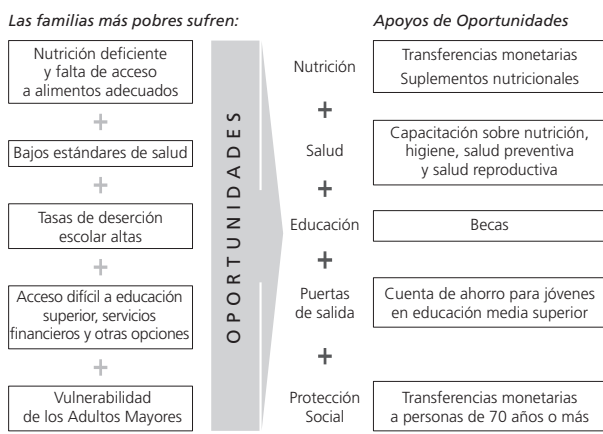 Las familias más pobres sufren:
Nutrición deficiente
y falta de acceso
a alimentos adecuados
+
Bajos estándares de salud
+
Tasas de deserción
escolar altas
+
Acceso difícil a educación
superior, servicios
financieros y otras opciones
+
Vulnerabilidad
de los Adultos Mayores
OPORTUNIDADES
Nutrición
+
Salud
+
Educación
+
Puertas
de salida
+
Protección
Social
Apoyos de Oportunidades
Transferencias monetarias
Suplementos nutricionales
Capacitación sobre nutrición,
higiene, salud preventiva
y salud reproductiva
Becas
Cuenta de ahorro para jóvenes
en educación media superior
Transferencias monetarias
a personas de 70 años o más